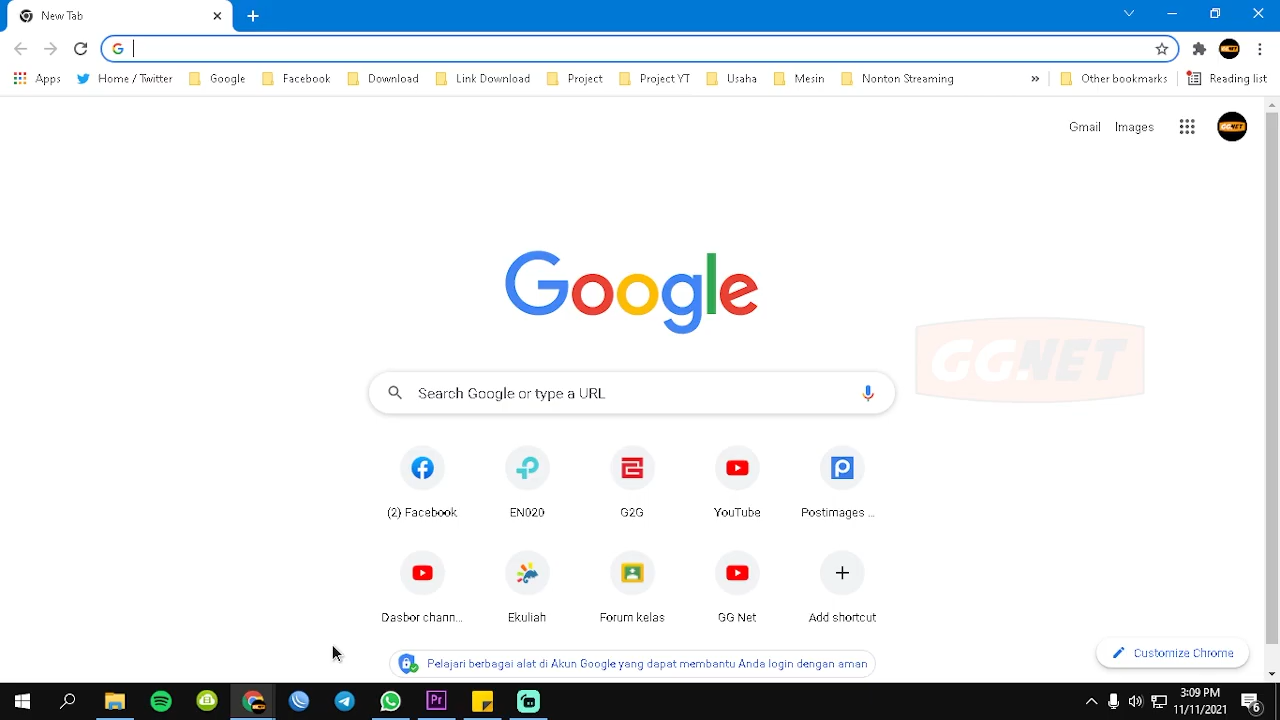 New Tab
Apps Home / Twitter Google Facebook Download Link Download Project Project YT Usaha Mesin Nonton Streaming » Other bookmarks Reading list
Gmail Images
Google
GG.NET
Search Google or type a URL
(2) Facebook EN020 G2G YouTube Postimages ...
Dasbor chann... Ekuliah Forum kelas GG Net Add shortcut
Pelajari berbagai alat di Akun Google yang dapat membantu Anda login dengan aman
Customize Chrome
3:09 PM
11/11/2021
6